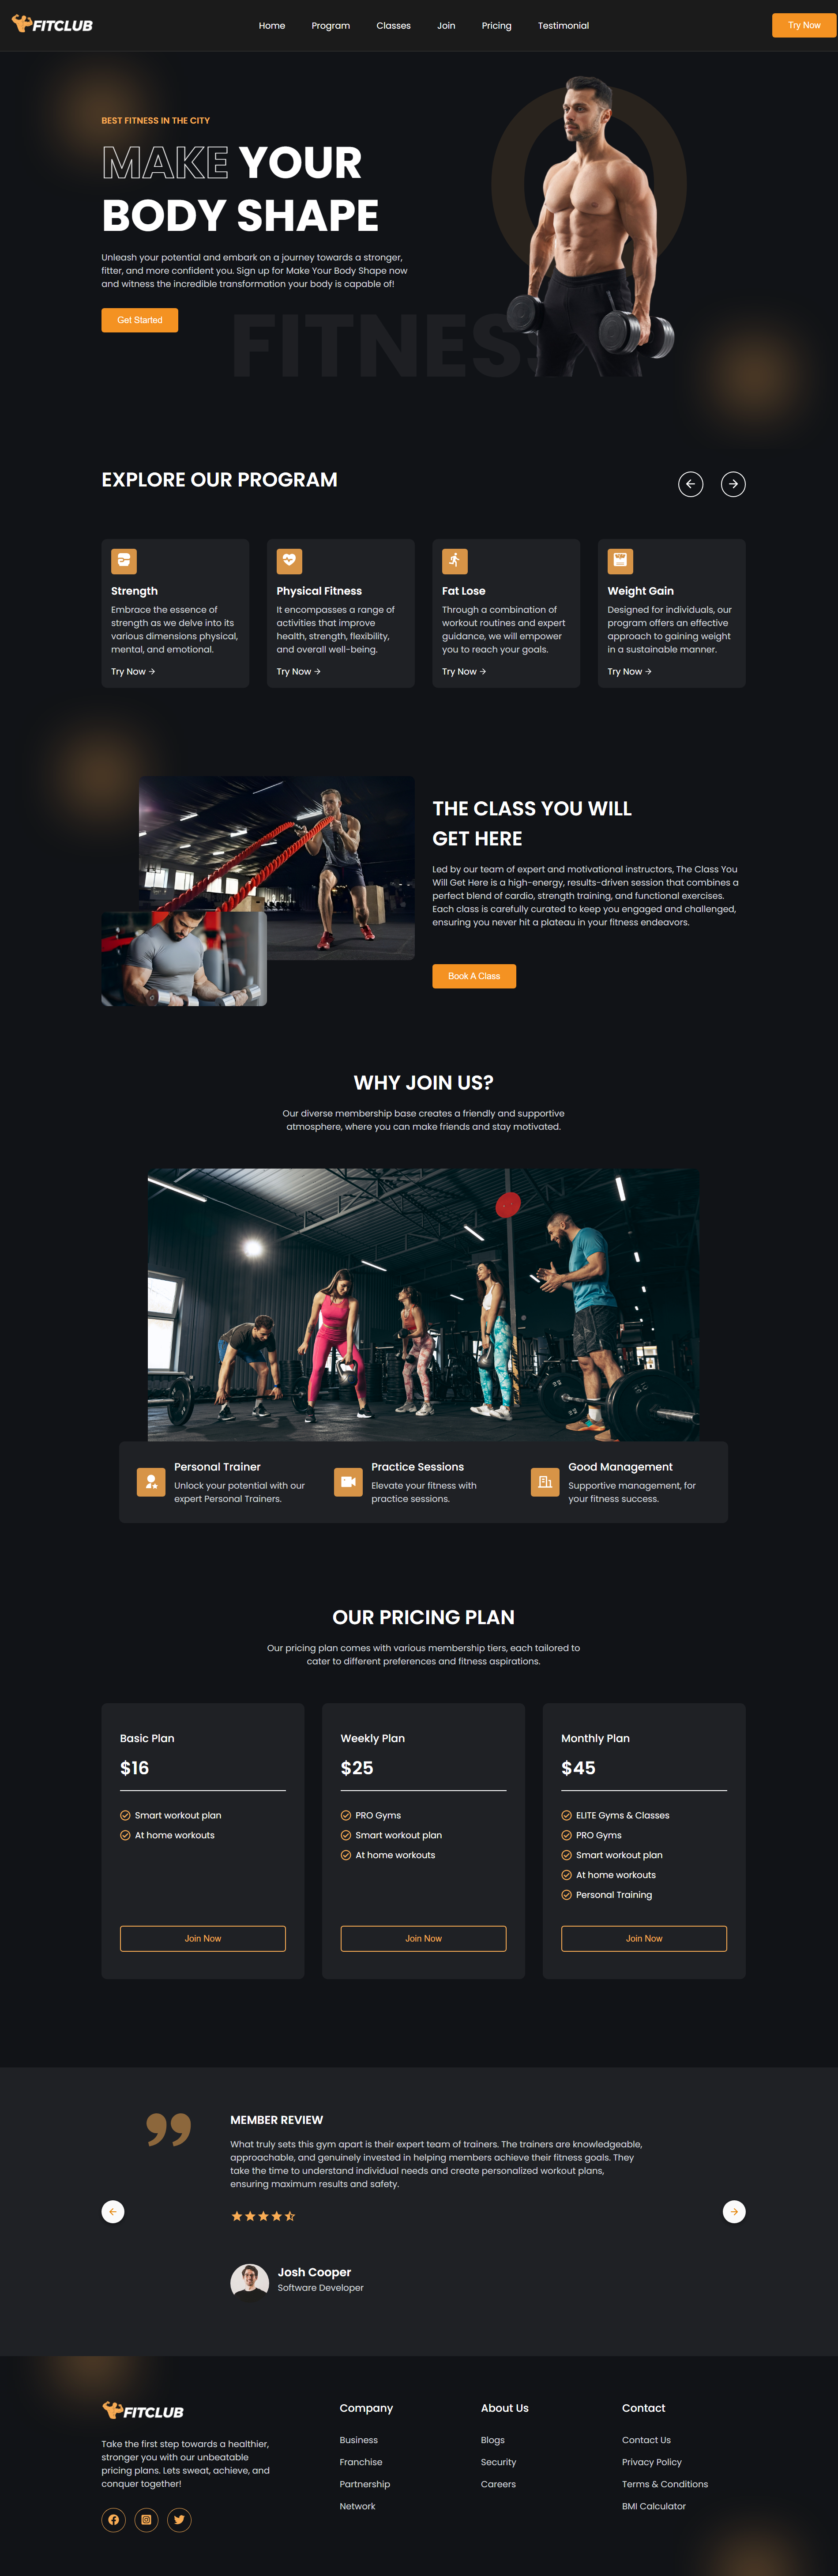 FITCLUB
Home Program Classes Join Pricing Testimonial
Try Now
BEST FITNESS IN THE CITY
MAKE YOUR
BODY SHAPE
Unleash your potential and embark on a journey towards a stronger,
fitter, and more confident you. Sign up for Make Your Body Shape now
and witness the incredible transformation your body is capable of!
Get Started
FITNESS
EXPLORE OUR PROGRAM
Strength
Embrace the essence of
strength as we delve into its
various dimensions physical,
mental, and emotional.
Try Now →
Physical Fitness
It encompasses a range of
activities that improve
health, strength, flexibility,
and overall well-being.
Try Now →
Fat Lose
Through a combination of
workout routines and expert
guidance, we will empower
you to reach your goals.
Try Now →
Weight Gain
Designed for individuals, our
program offers an effective
approach to gaining weight
in a sustainable manner.
Try Now →
THE CLASS YOU WILL
GET HERE
Led by our team of expert and motivational instructors, The Class You
Will Get Here is a high-energy, results-driven session that combines a
perfect blend of cardio, strength training, and functional exercises.
Each class is carefully curated to keep you engaged and challenged,
ensuring you never hit a plateau in your fitness endeavors.
Book A Class
WHY JOIN US?
Our diverse membership base creates a friendly and supportive
atmosphere, where you can make friends and stay motivated.
Personal Trainer
Unlock your potential with our
expert Personal Trainers.
Practice Sessions
Elevate your fitness with
practice sessions.
Good Management
Supportive management, for
your fitness success.
OUR PRICING PLAN
Our pricing plan comes with various membership tiers, each tailored to
cater to different preferences and fitness aspirations.
Basic Plan
$16
Smart workout plan
At home workouts
Join Now
Weekly Plan
$25
PRO Gyms
Smart workout plan
At home workouts
Join Now
Monthly Plan
$45
ELITE Gyms & Classes
PRO Gyms
Smart workout plan
At home workouts
Personal Training
Join Now
MEMBER REVIEW
What truly sets this gym apart is their expert team of trainers. The trainers are knowledgeable,
approachable, and genuinely invested in helping members achieve their fitness goals. They
take the time to understand individual needs and create personalized workout plans,
ensuring maximum results and safety.
Josh Cooper
Software Developer
FITCLUB
Take the first step towards a healthier,
stronger you with our unbeatable
pricing plans. Lets sweat, achieve, and
conquer together!
Company
Business
Franchise
Partnership
Network
About Us
Blogs
Security
Careers
Contact
Contact Us
Privacy Policy
Terms & Conditions
BMI Calculator